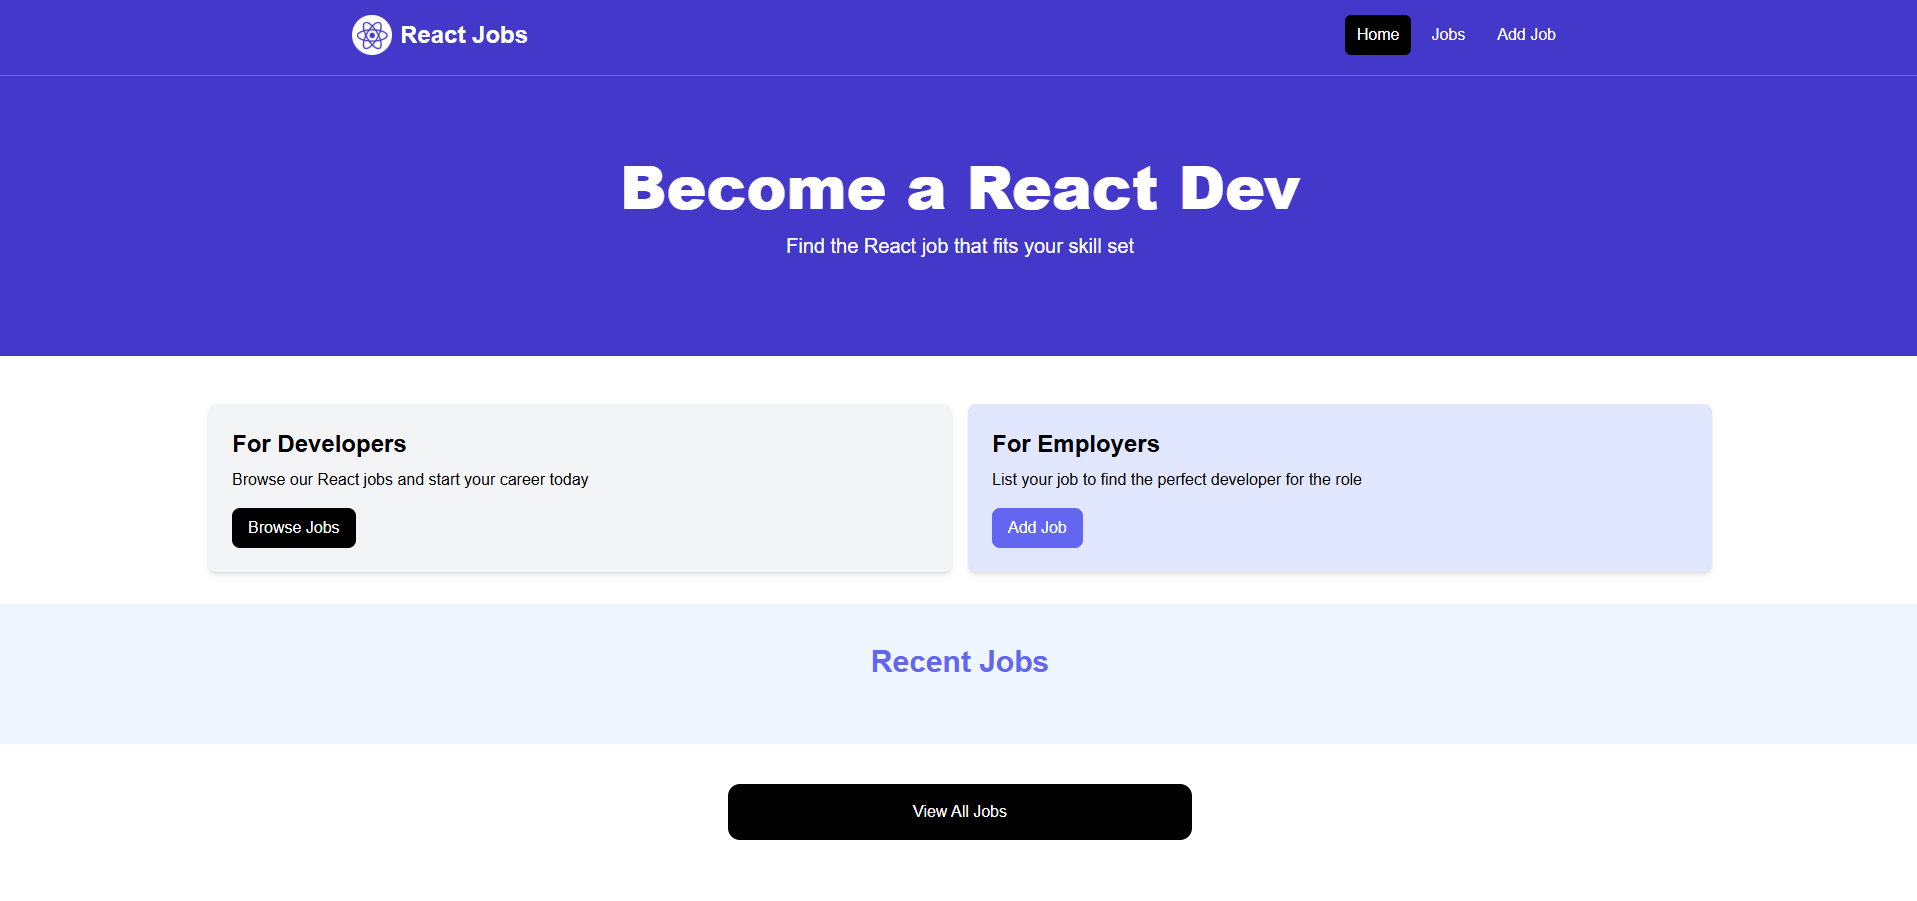 React Jobs
Home
Jobs
Add Job
Become a React Dev
Find the React job that fits your skill set
For Developers
Browse our React jobs and start your career today
Browse Jobs
For Employers
List your job to find the perfect developer for the role
Add Job
Recent Jobs
View All Jobs